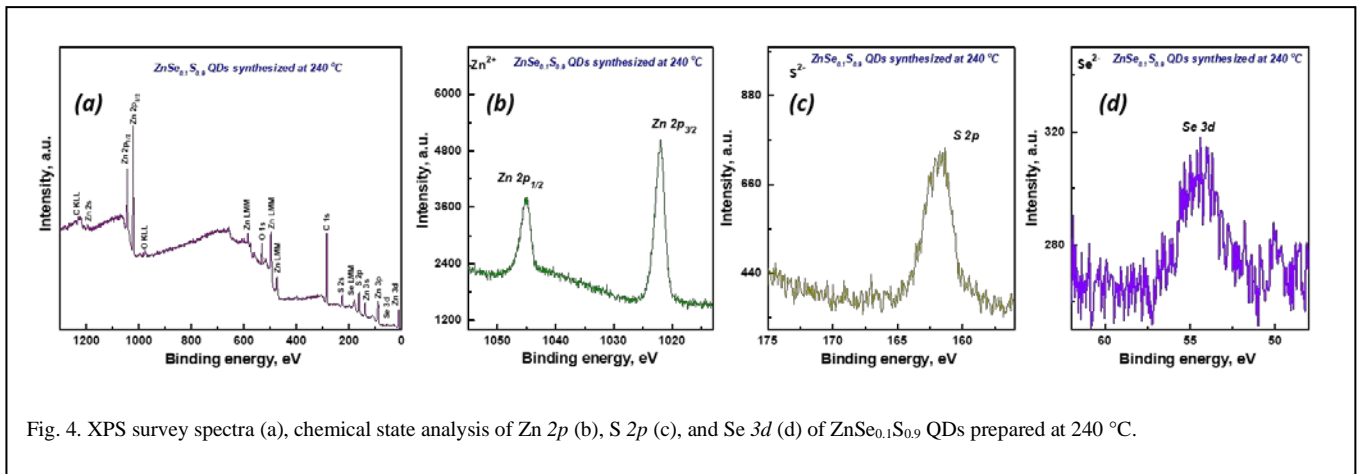 ZnSe0.1S0.9 QDs synthesized at 240 °C
(a)
Zn 2p1/2
Zn 2p3/2
C KLL
Zn 2s
O KLL
Zn LMM
O 1s
Zn LMM
Zn LMM
C 1s
S 2s
Se LMM
S 2p
Zn 3s
Zn 3p
Se 3d
Zn 3d
Intensity, a.u.
1200 1000 800 600 400 200 0
Binding energy, eV
Zn2+ ZnSe0.1S0.9 QDs synthesized at 240 °C
(b)
Zn 2p3/2
Zn 2p1/2
Intensity, a.u.
6000
4800
3600
2400
1200
1050 1040 1030 1020
Binding energy, eV
ZnSe0.1S0.9 QDs synthesized at 240 °C
S2-
(c)
S 2p
Intensity, a.u.
880
660
440
175 170 165 160
Binding energy, eV
Se2- ZnSe0.1S0.9 QDs synthesized at 240 °C
(d)
Se 3d
Intensity, a.u.
320
280
60 55 50
Binding energy, eV
Fig. 4. XPS survey spectra (a), chemical state analysis of Zn 2p (b), S 2p (c), and Se 3d (d) of ZnSe0.1S0.9 QDs prepared at 240 °C.